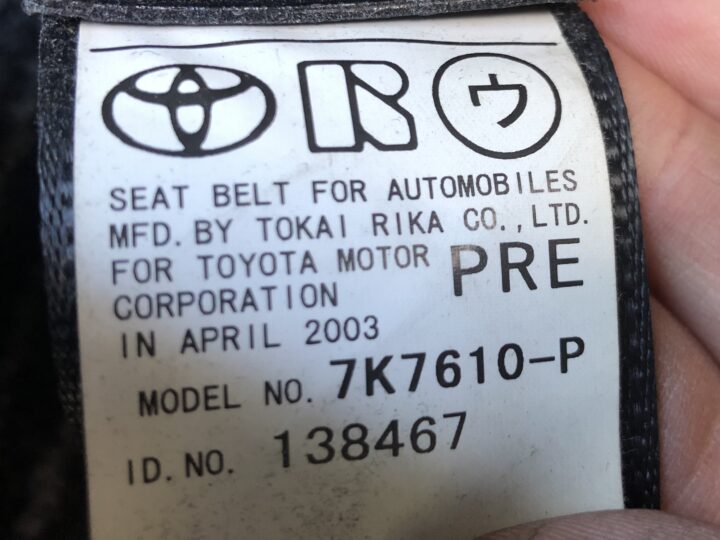 R ウ
SEAT BELT FOR AUTOMOBILES
MFD. BY TOKAI RIKA CO., LTD.
FOR TOYOTA MOTOR PRE
CORPORATION
IN APRIL 2003
MODEL NO. 7K7610-P
ID. NO. 138467